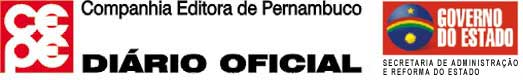 CEPE
Companhia Editora de Pernambuco
DIÁRIO OFICIAL
GOVERNO
DO ESTADO
SECRETARIA DE ADMINISTRAÇÃO
E REFORMA DO ESTADO